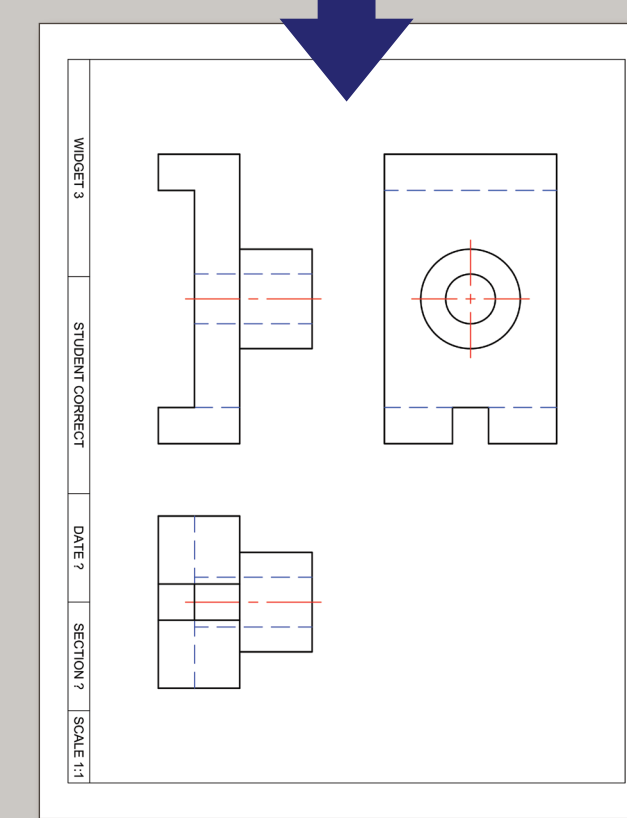 WIDGET 3
STUDENT CORRECT
DATE ?
SECTION ?
SCALE 1:1